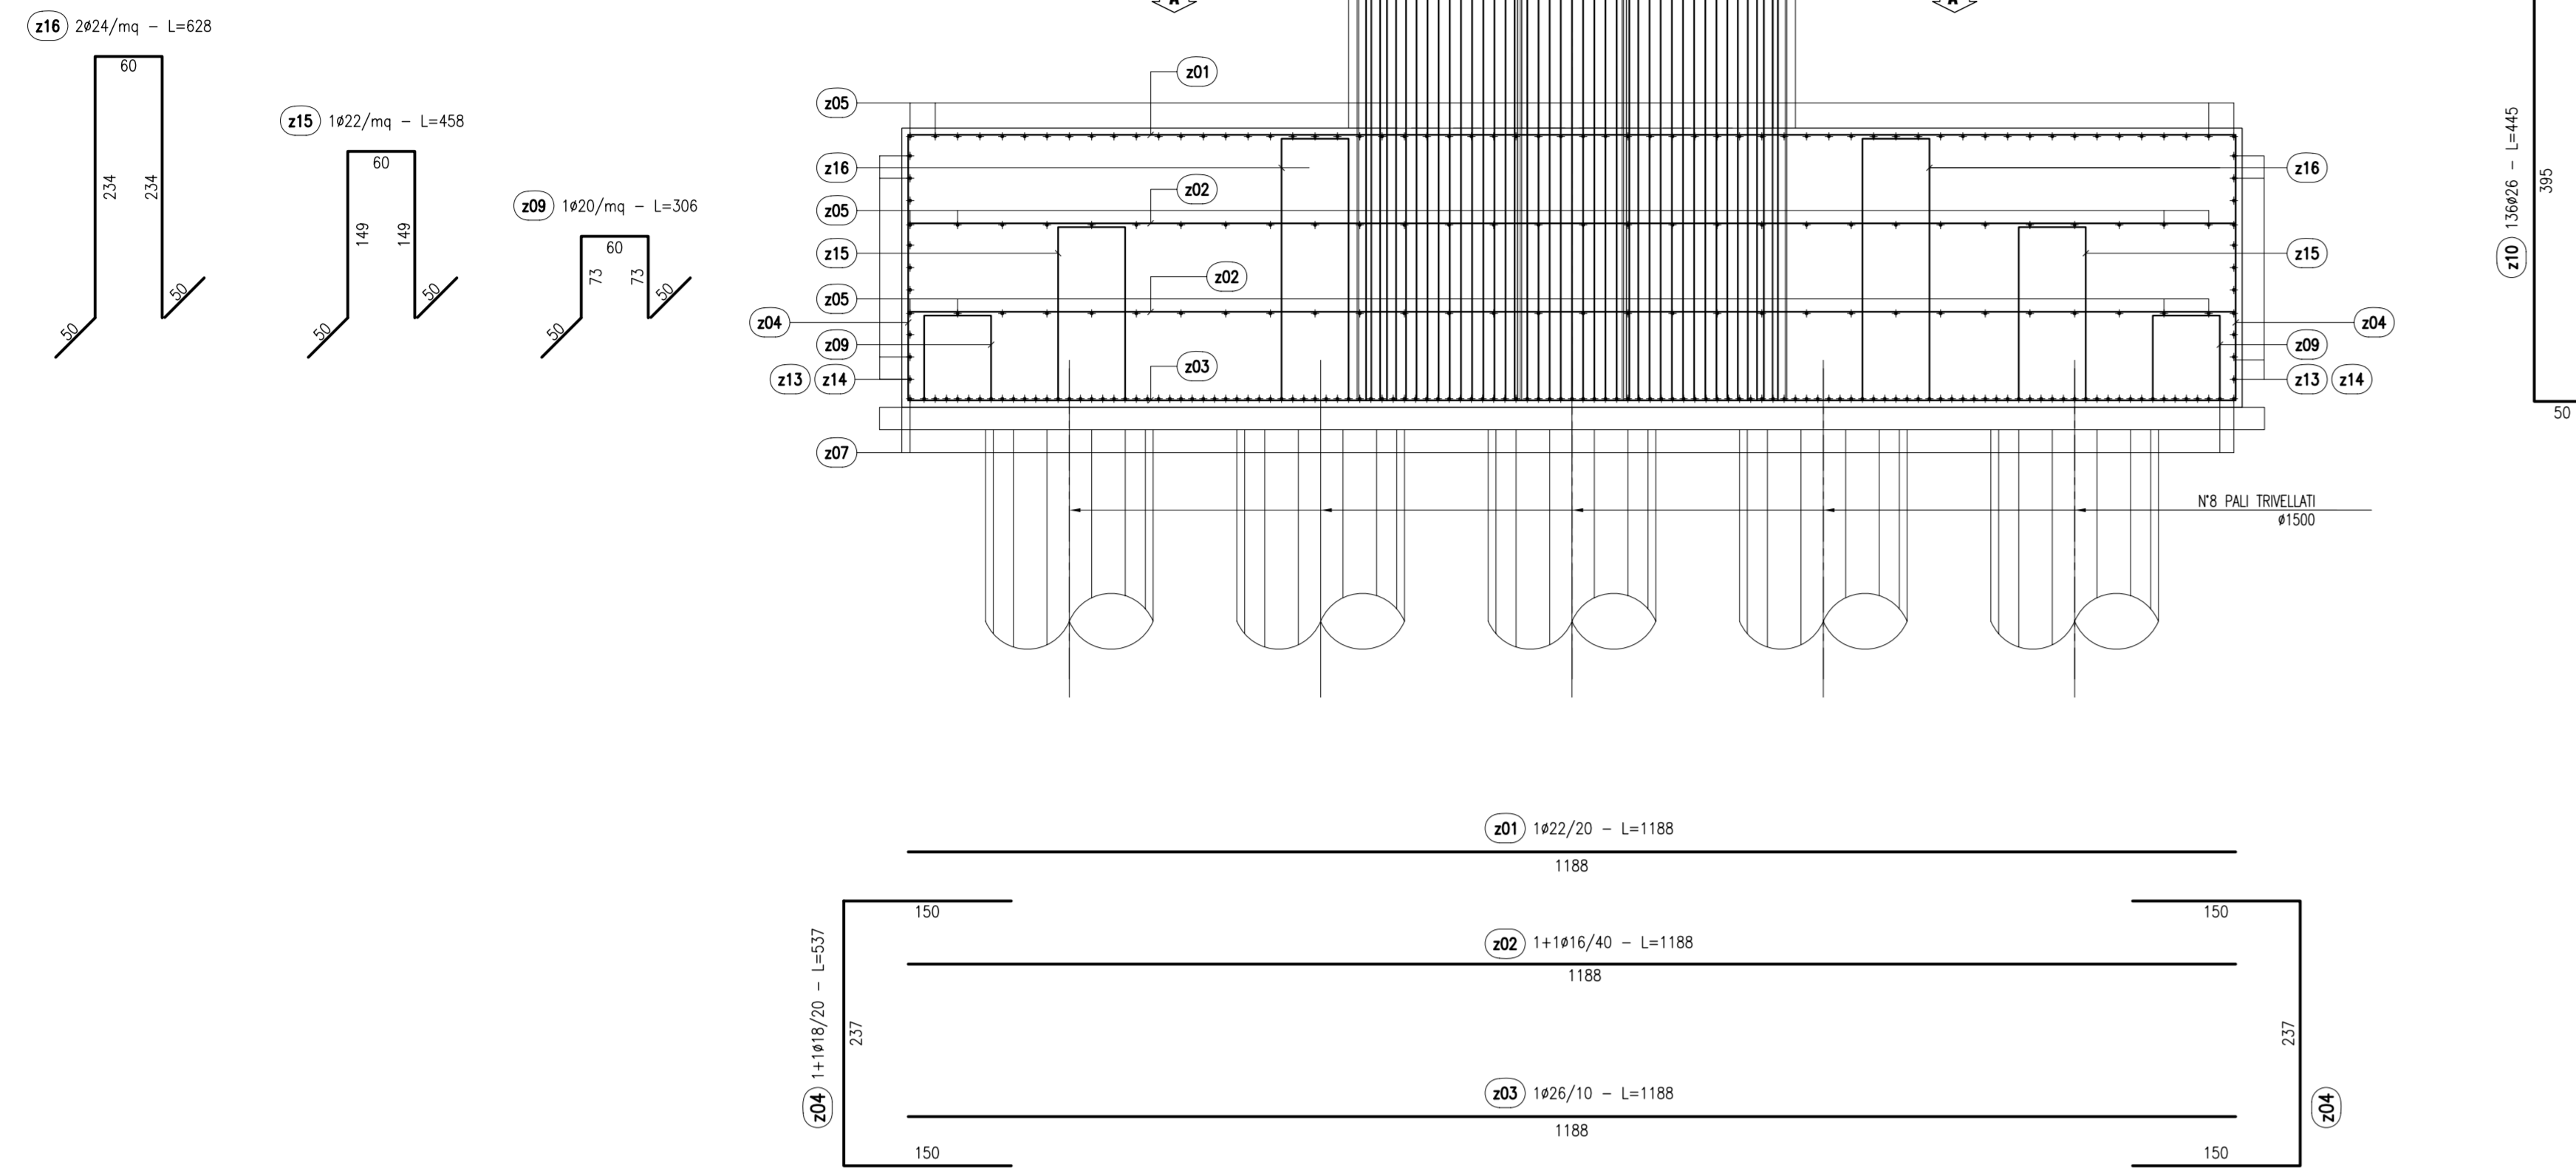 z16 2ø24/mq - L=628
60
234 234
50 50
z15 1ø22/mq - L=458
60
149 149
50 50
z09 1ø20/mq - L=306
60
73 73
50 50
A A
z01
z05
z16 z16
z02
z05
z15 z15
z02
z05
z04 z04
z09 z09
z03
z13 z14 z13 z14
z07
N°8 PALI TRIVELLATI
ø1500
z10 136ø26 - L=445
395
50
z01 1ø22/20 - L=1188
1188
150 150
z02 1+1ø16/40 - L=1188
1188
z04 1+1ø18/20 - L=537
237 237
z04
z03 1ø26/10 - L=1188
1188
150 150